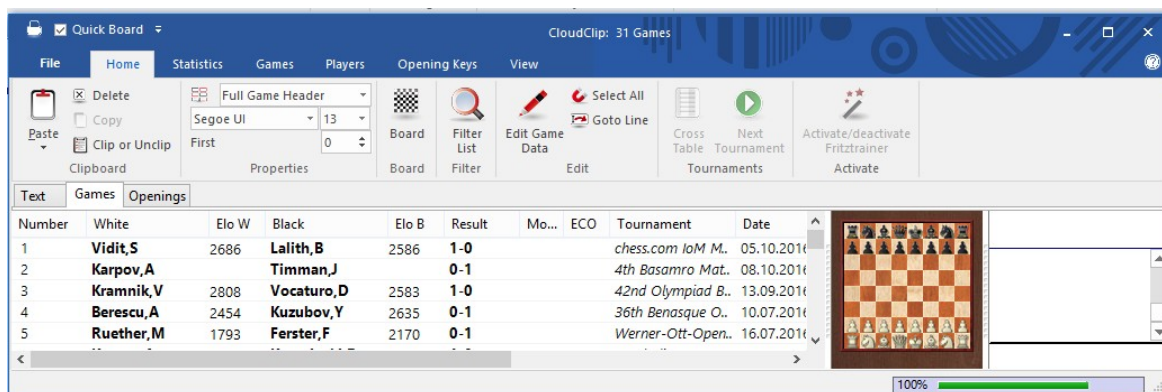 Quick Board
CloudClip: 31 Games
File Home Statistics Games Players Opening Keys View
Paste
Delete
Copy
Clip or Unclip
Clipboard
Full Game Header
Segoe UI 13
First 0
Properties
Board
Board
Filter List
Filter
Edit Game Data
Select All
Goto Line
Edit
Cross Table
Next Tournament
Tournaments
Activate/deactivate Fritztrainer
Activate
Text Games Openings
Number White Elo W Black Elo B Result Mo... ECO Tournament Date
1 Vidit,S 2686 Lalith,B 2586 1-0 chess.com IoM M.. 05.10.2016
2 Karpov,A Timman,J 0-1 4th Basamro Mat.. 08.10.2016
3 Kramnik,V 2808 Vocaturo,D 2583 1-0 42nd Olympiad B.. 13.09.2016
4 Berescu,A 2454 Kuzubov,Y 2635 0-1 36th Benasque O.. 10.07.2016
5 Ruether,M 1793 Ferster,F 2170 0-1 Werner-Ott-Open.. 16.07.2016
100%